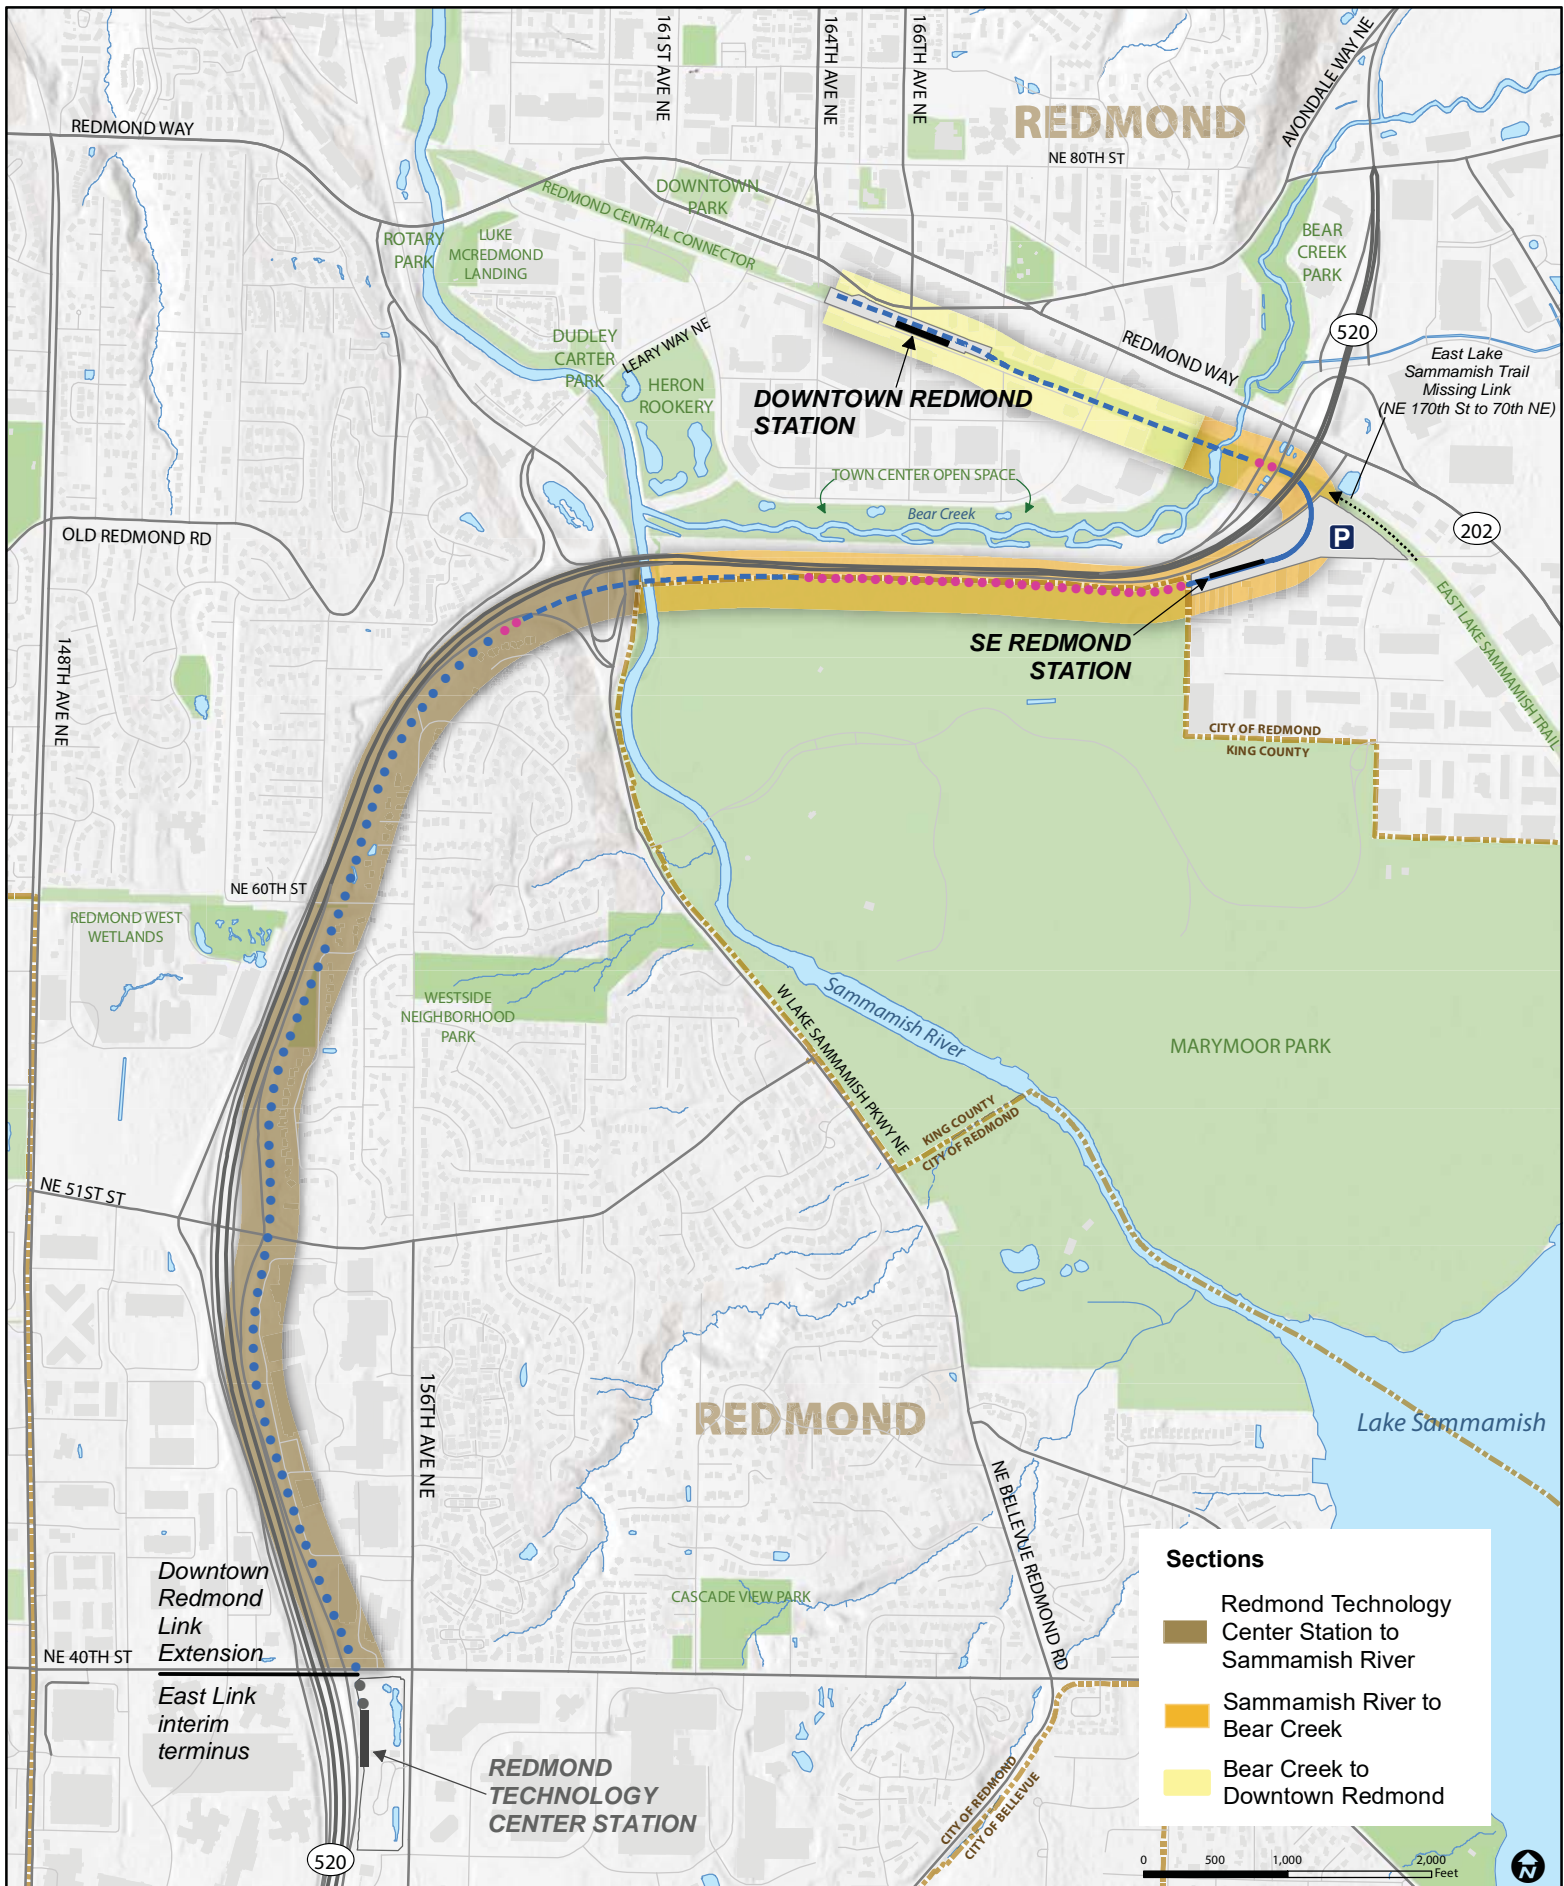 161ST AVE NE
164TH AVE NE
166TH AVE NE
AVONDALE WAY NE
REDMOND
REDMOND WAY
NE 80TH ST
REDMOND CENTRAL CONNECTOR
DOWNTOWN
PARK
ROTARY
PARK
LUKE
MCREDMOND
LANDING
BEAR
CREEK
PARK
520
DUDLEY
CARTER
PARK
LEARY WAY NE
HERON
ROOKERY
REDMOND WAY
East Lake
Sammamish Trail
Missing Link
(NE 170th St to 70th NE)
DOWNTOWN REDMOND
STATION
TOWN CENTER OPEN SPACE
Bear Creek
OLD REDMOND RD
P
202
EAST LAKE SAMMAMISH TRAIL
SE REDMOND
STATION
148TH AVE NE
CITY OF REDMOND
KING COUNTY
NE 60TH ST
REDMOND WEST
WETLANDS
WESTSIDE
NEIGHBORHOOD
PARK
W LAKE SAMMAMISH PKWY NE
Sammamish River
MARYMOOR PARK
KING COUNTY
CITY OF REDMOND
NE 51ST ST
156TH AVE NE
REDMOND
Lake Sammamish
NE BELLEVUE REDMOND RD
Downtown
Redmond
Link
Extension
CASCADE VIEW PARK
NE 40TH ST
East Link
interim
terminus
REDMOND
TECHNOLOGY
CENTER STATION
520
CITY OF REDMOND
CITY OF BELLEVUE
Sections
Redmond Technology
Center Station to
Sammamish River
Sammamish River to
Bear Creek
Bear Creek to
Downtown Redmond
0 500 1,000 2,000
Feet
N